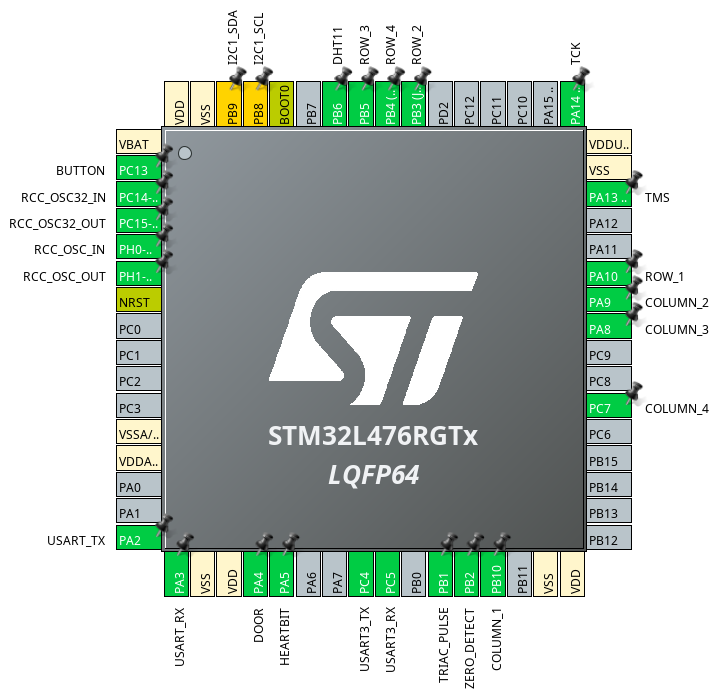 I2C1_SDA
I2C1_SCL
DHT11
ROW_3
ROW_4
ROW_2
TCK
VDD
VSS
PB9
PB8
BOOT0
PB7
PB6
PB5
PB4 (..
PB3 (J..
PD2
PC12
PC11
PC10
PA15 ..
PA14 ..
VBAT
BUTTON PC13
RCC_OSC32_IN PC14-..
RCC_OSC32_OUT PC15-..
RCC_OSC_IN PH0-..
RCC_OSC_OUT PH1-..
NRST
PC0
PC1
PC2
PC3
VSSA/..
VDDA..
PA0
PA1
USART_TX PA2
STM32L476RGTx
LQFP64
VDDU..
VSS
PA13 .. TMS
PA12
PA11
PA10 ROW_1
PA9 COLUMN_2
PA8 COLUMN_3
PC9
PC8
PC7 COLUMN_4
PC6
PB15
PB14
PB13
PB12
PA3
VSS
VDD
PA4
PA5
PA6
PA7
PC4
PC5
PB0
PB1
PB2
PB10
PB11
VSS
VDD
USART_RX
DOOR
HEARTBIT
USART3_TX
USART3_RX
TRIAC_PULSE
ZERO_DETECT
COLUMN_1